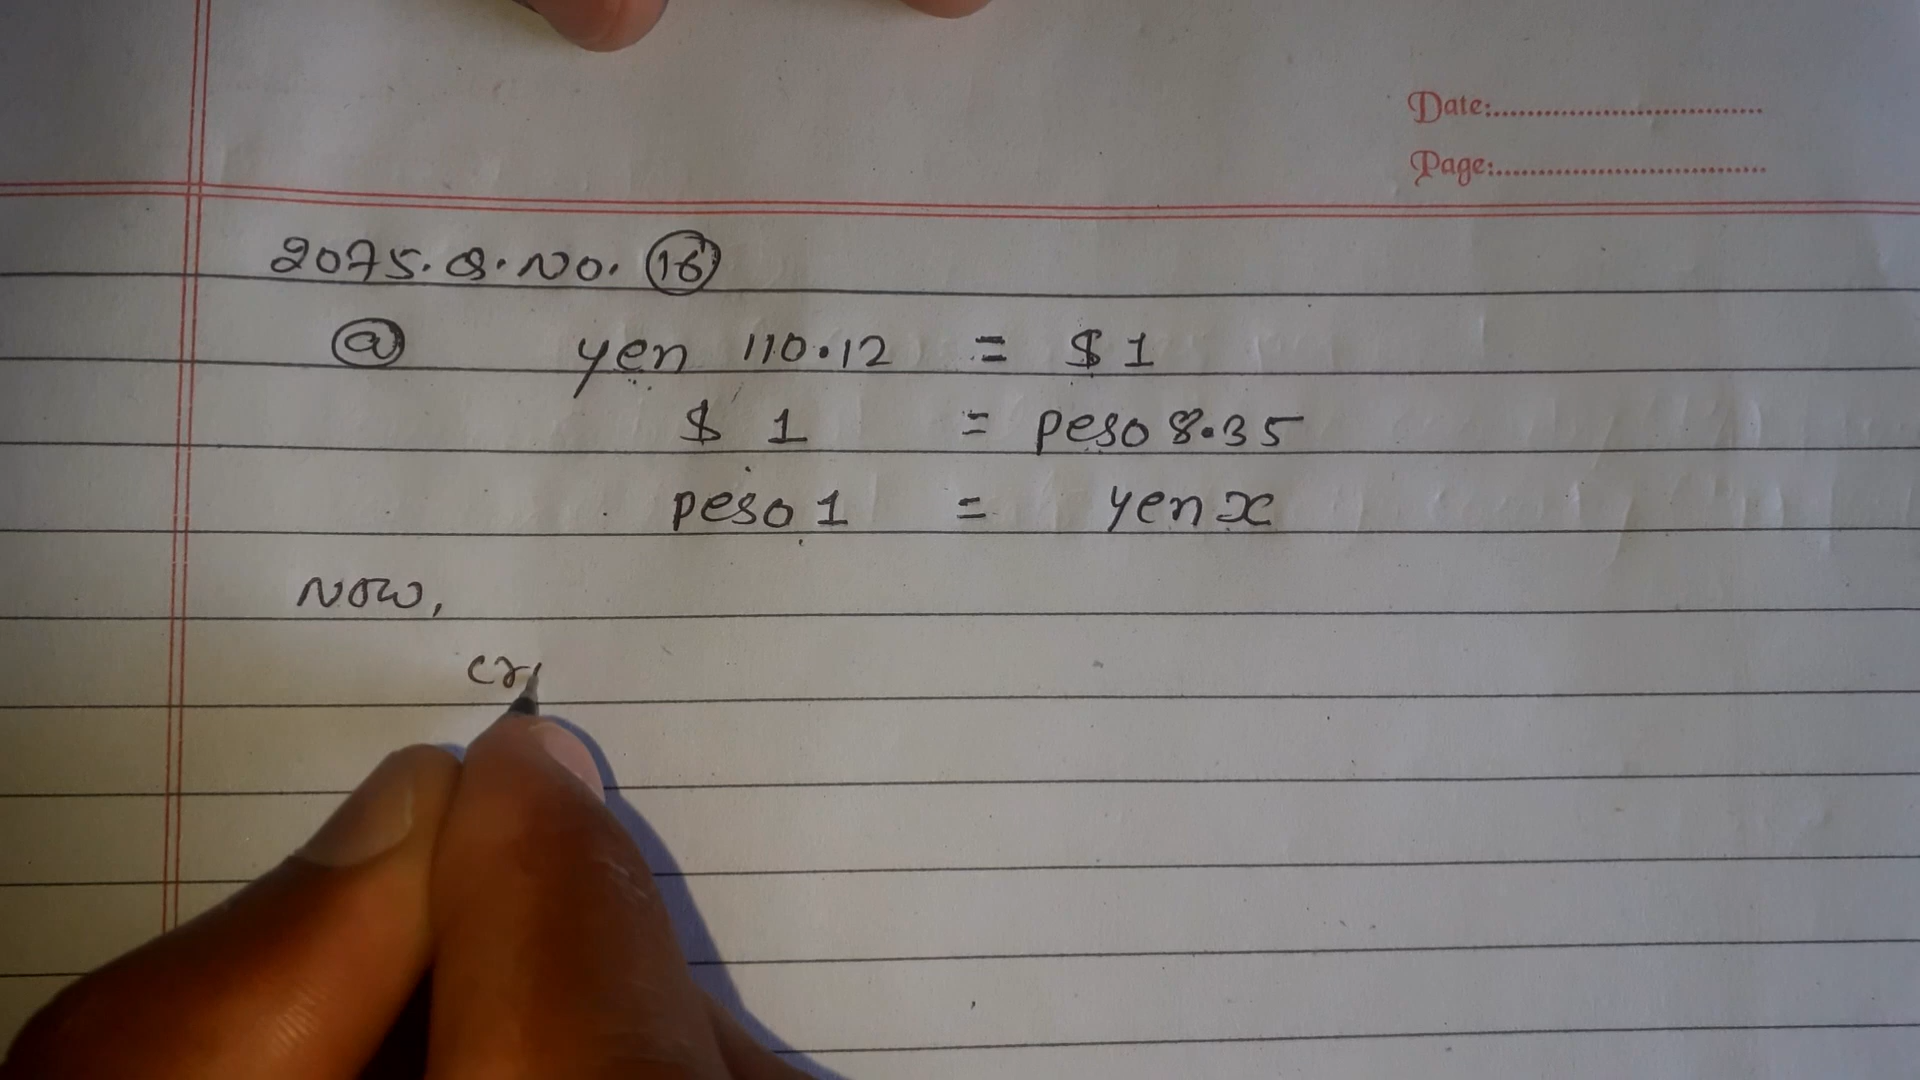 Date:
Page:
2075. Q. No. 16
a yen 110.12 = $ 1
$ 1 = peso 8.35
peso 1 = yen x
Now,